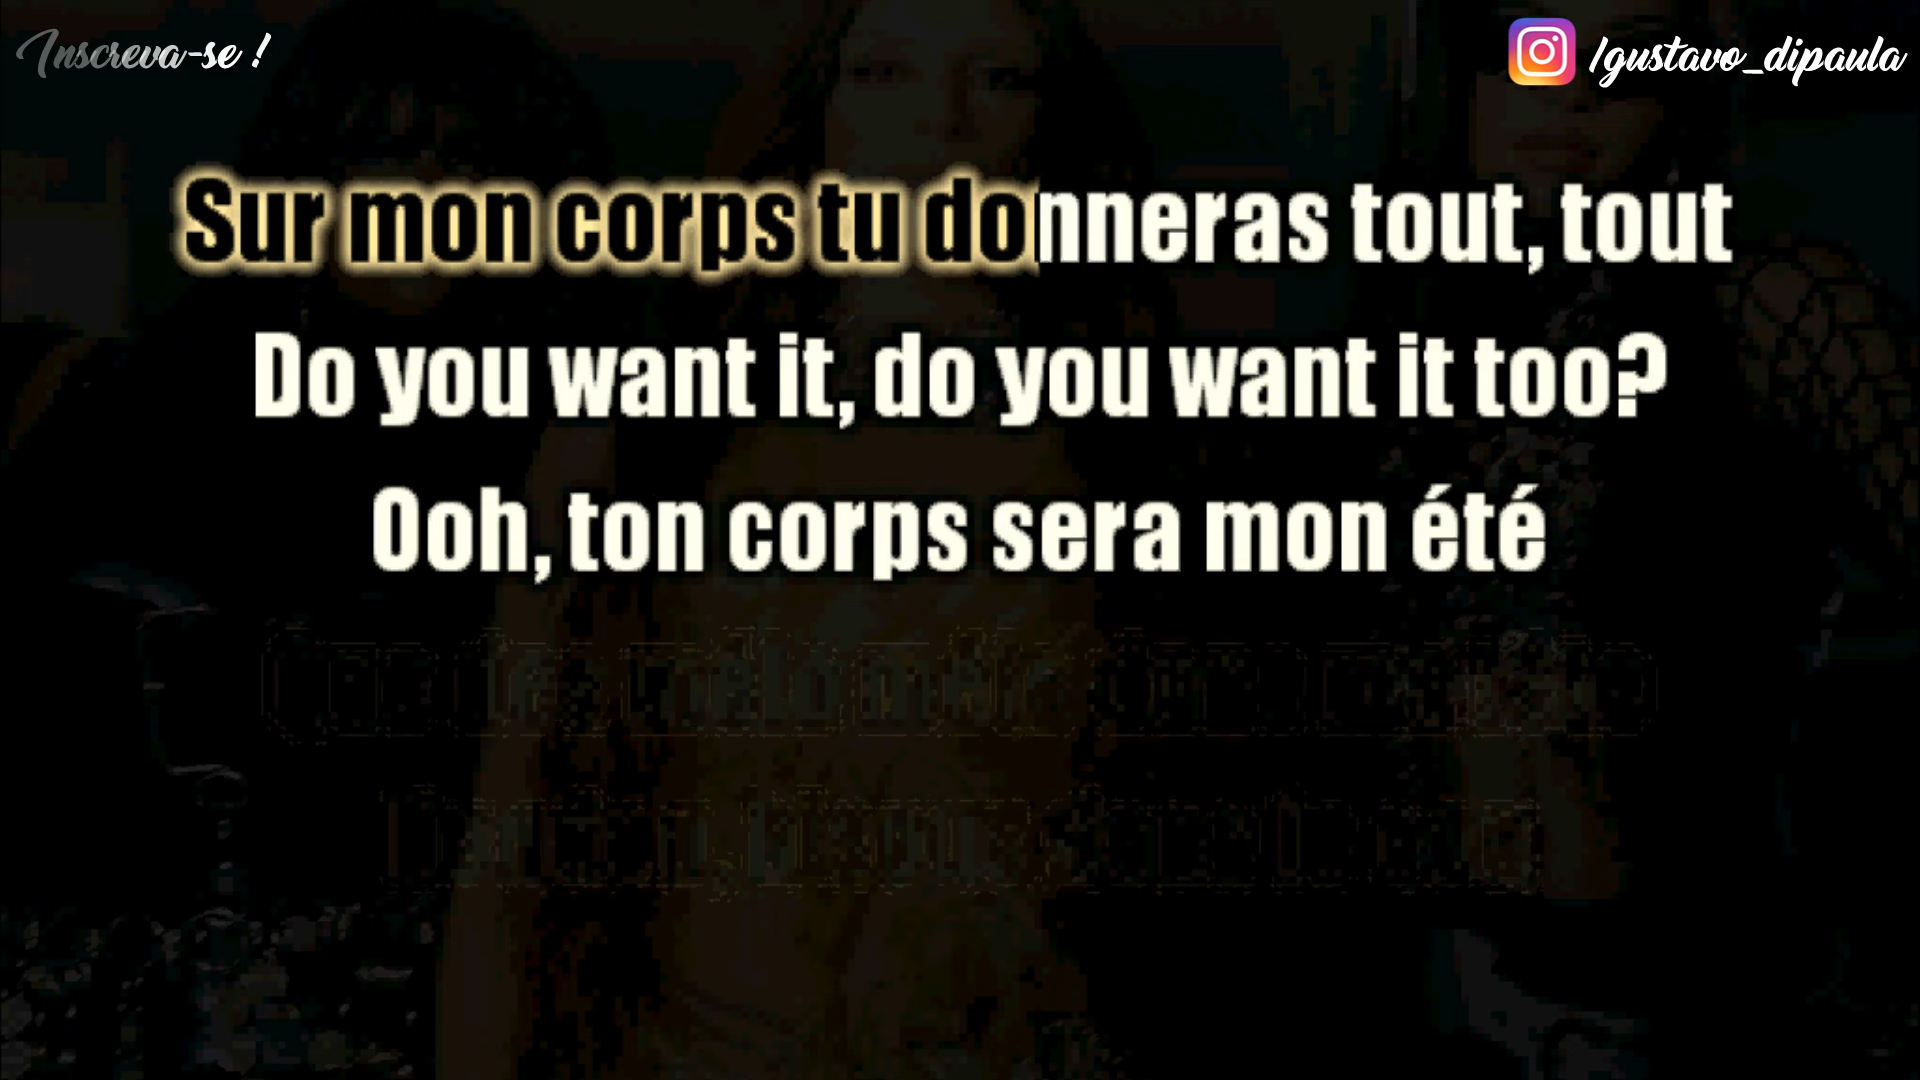 Inscreva-se !
/gustavo_dipaula
Sur mon corps tu donneras tout, tout
Do you want it, do you want it too?
Ooh, ton corps sera mon été